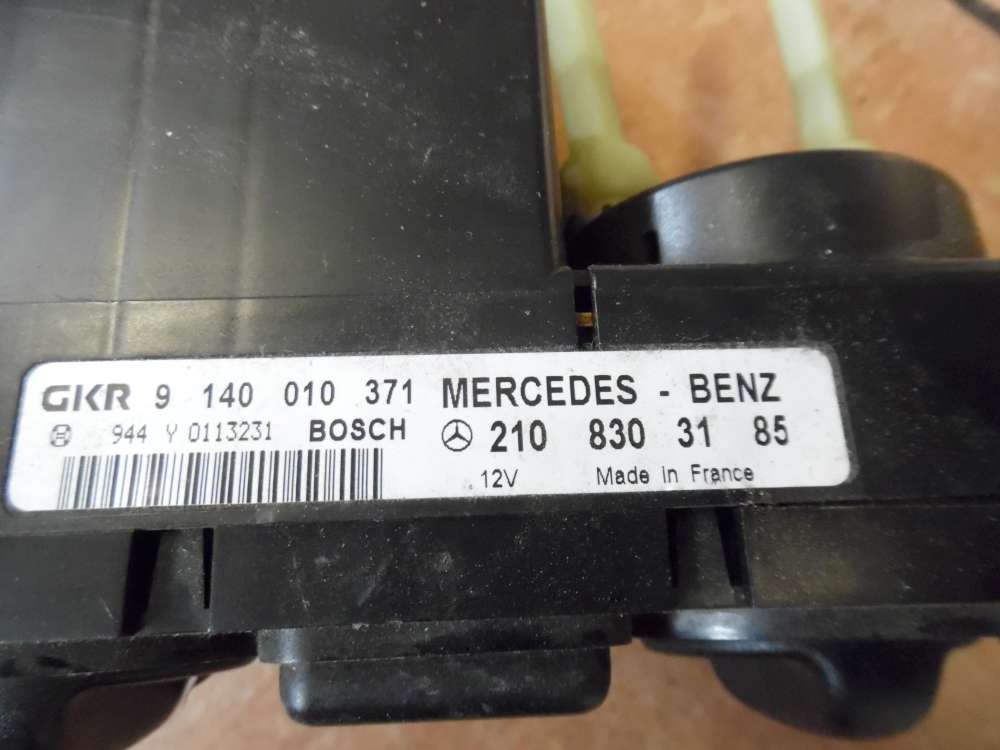 GKR 9 140 010 371 MERCEDES - BENZ
944 Y 0113231 BOSCH 210 830 31 85
12V Made in France